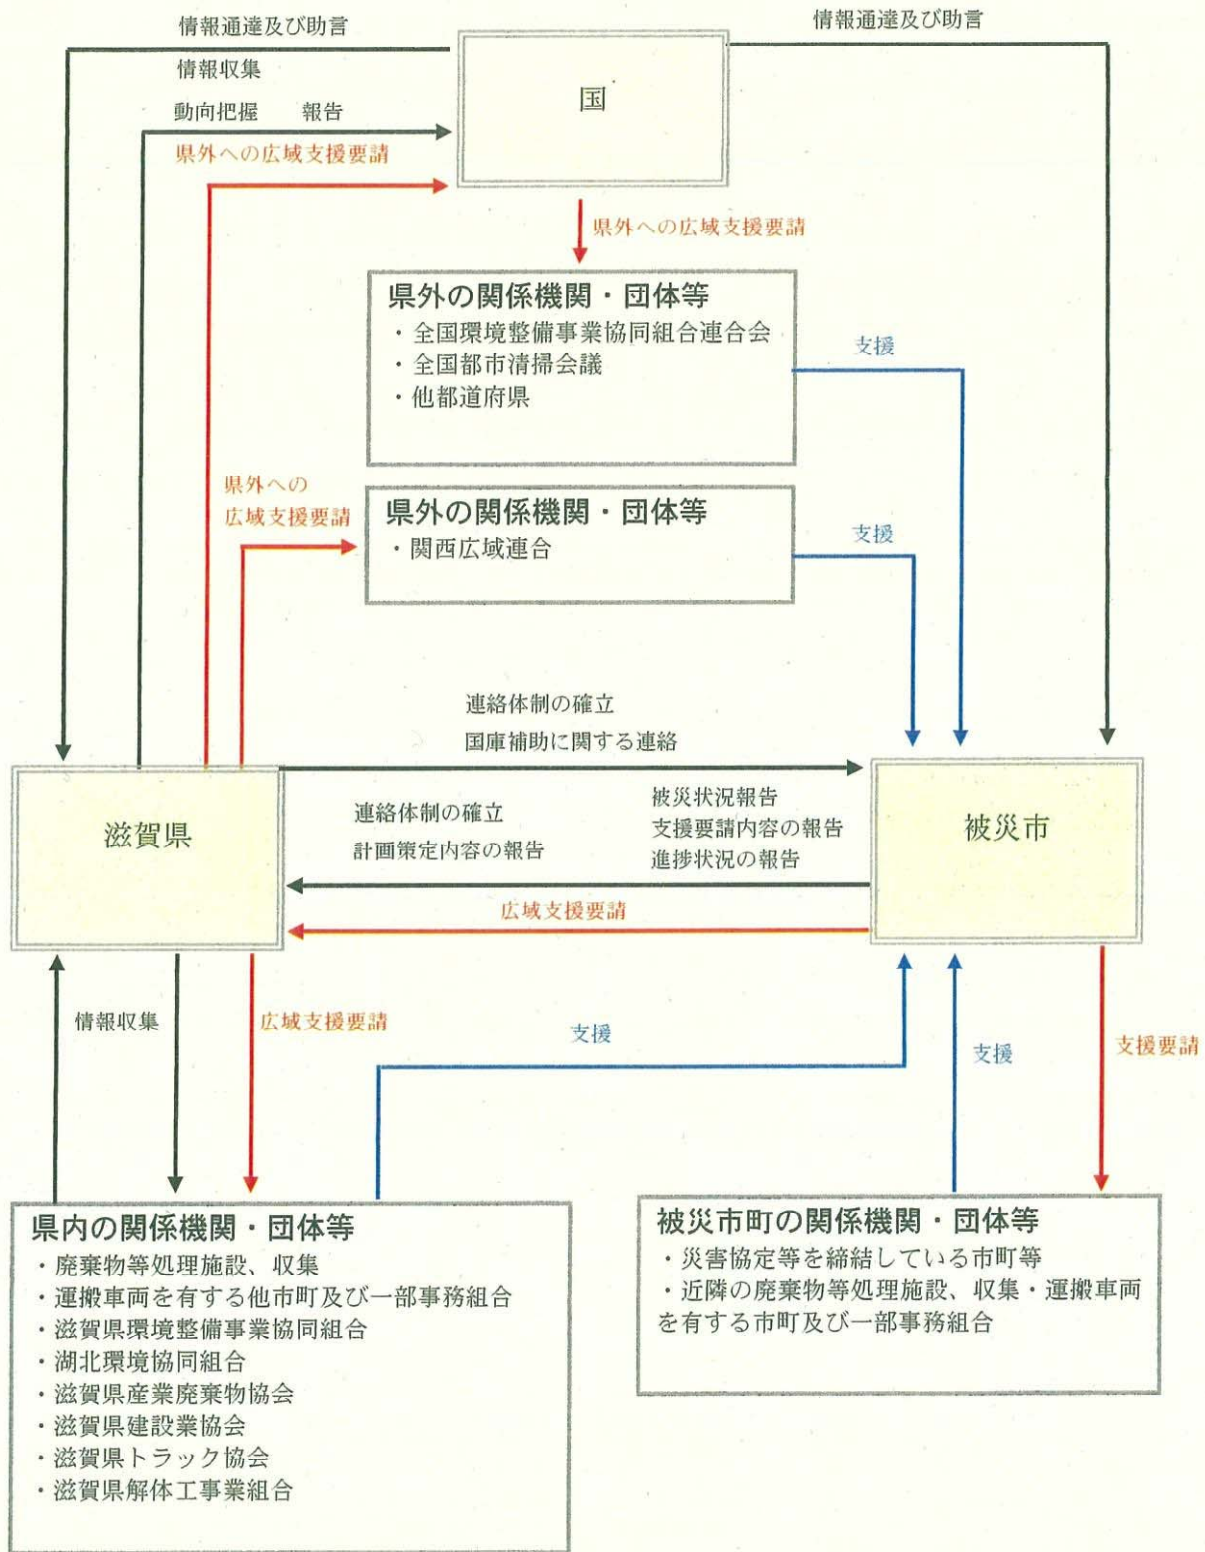 情報通達及び助言
情報通達及び助言
情報収集
国
動向把握　　報告
県外への広域支援要請
県外への広域支援要請
県外の関係機関・団体等
・全国環境整備事業協同組合連合会
・全国都市清掃会議
・他都道府県
支援
県外への
広域支援要請
県外の関係機関・団体等
・関西広域連合
支援
連絡体制の確立
国庫補助に関する連絡
滋賀県
連絡体制の確立
計画策定内容の報告
被災状況報告
支援要請内容の報告
進捗状況の報告
被災市
広域支援要請
情報収集
広域支援要請
支援
支援
支援要請
県内の関係機関・団体等
・廃棄物等処理施設、収集
・運搬車両を有する他市町及び一部事務組合
・滋賀県環境整備事業協同組合
・湖北環境協同組合
・滋賀県産業廃棄物協会
・滋賀県建設業協会
・滋賀県トラック協会
・滋賀県解体工事業組合
被災市町の関係機関・団体等
・災害協定等を締結している市町等
・近隣の廃棄物等処理施設、収集・運搬車両
を有する市町及び一部事務組合